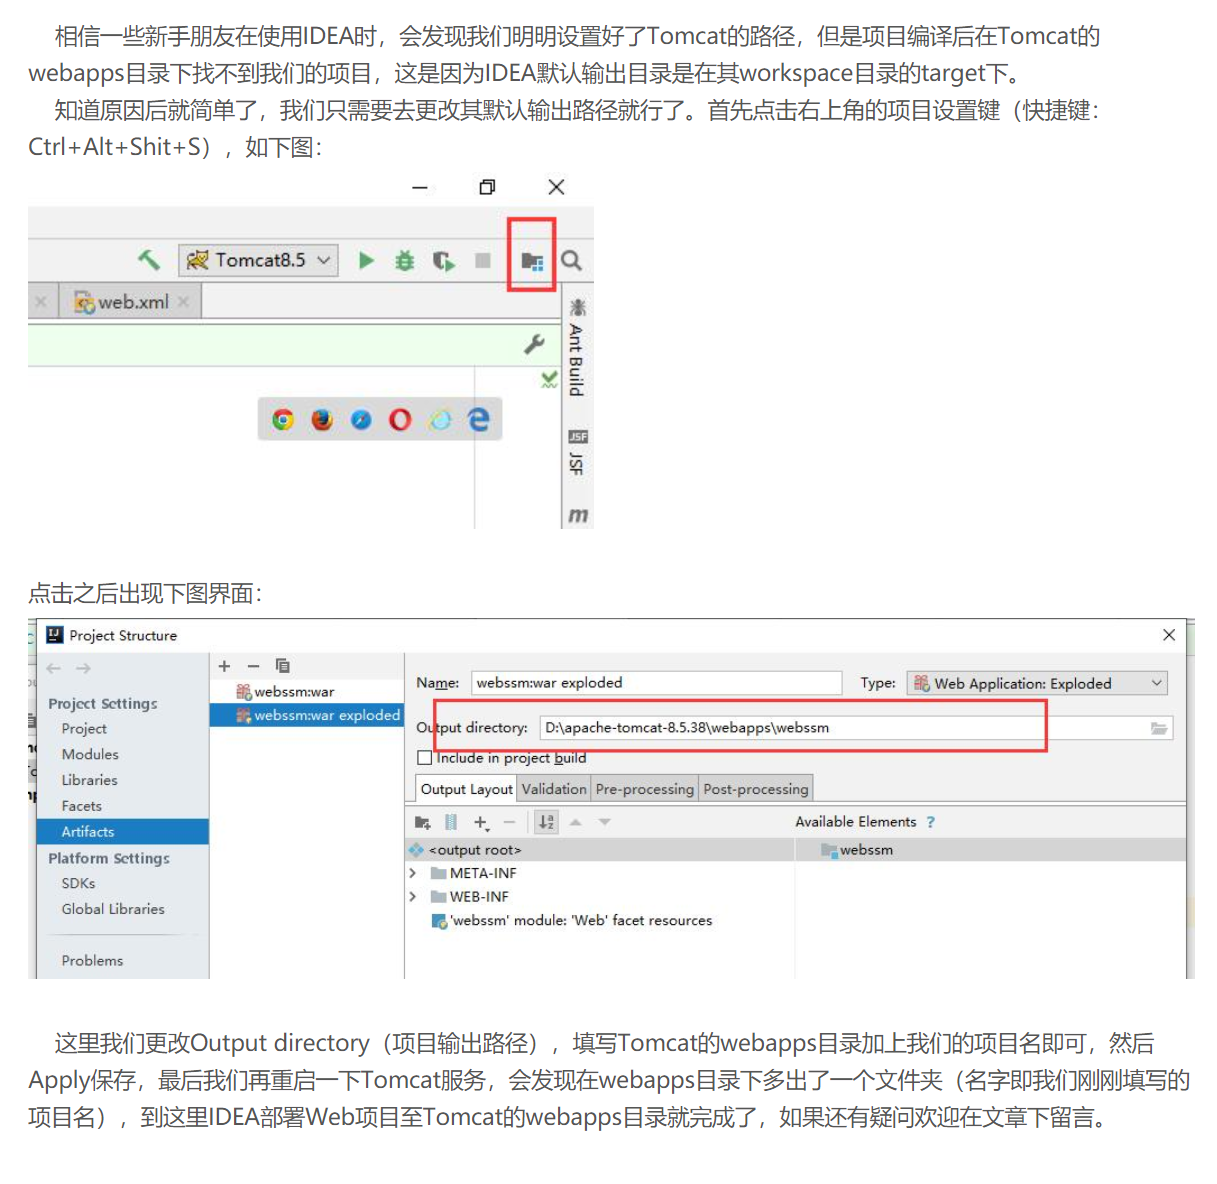 相信一些新手朋友在使用IDEA时，会发现我们明明设置好了Tomcat的路径，但是项目编译后在Tomcat的
webapps目录下找不到我们的项目，这是因为IDEA默认输出目录是在其workspace目录的target下。
知道原因后就简单了，我们只需要去更改其默认输出路径就行了。首先点击右上角的项目设置键（快捷键：
Ctrl+Alt+Shit+S），如下图：
Tomcat8.5
web.xml
Ant Build
JSF
JSF
m
点击之后出现下图界面：
Project Structure
Name: webssm:war exploded Type: Web Application: Exploded
Project Settings
Project
Modules
Libraries
Facets
Artifacts
Platform Settings
SDKs
Global Libraries
Problems
webssm:war
webssm:war exploded
Output directory: D:\apache-tomcat-8.5.38\webapps\webssm
Include in project build
Output Layout Validation Pre-processing Post-processing
Available Elements ?
<output root>
META-INF
WEB-INF
'webssm' module: 'Web' facet resources
webssm
这里我们更改Output directory（项目输出路径），填写Tomcat的webapps目录加上我们的项目名即可，然后
Apply保存，最后我们再重启一下Tomcat服务，会发现在webapps目录下多出了一个文件夹（名字即我们刚刚填写的
项目名），到这里IDEA部署Web项目至Tomcat的webapps目录就完成了，如果还有疑问欢迎在文章下留言。